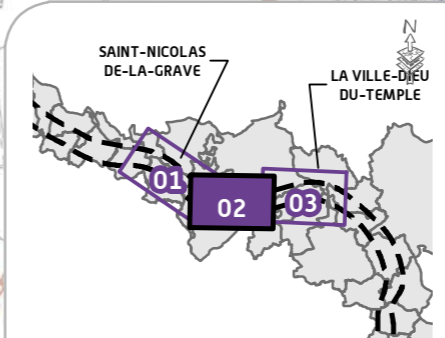 N
SAINT-NICOLAS
DE-LA-GRAVE
LA VILLE-DIEU
DU-TEMPLE
01
02
03